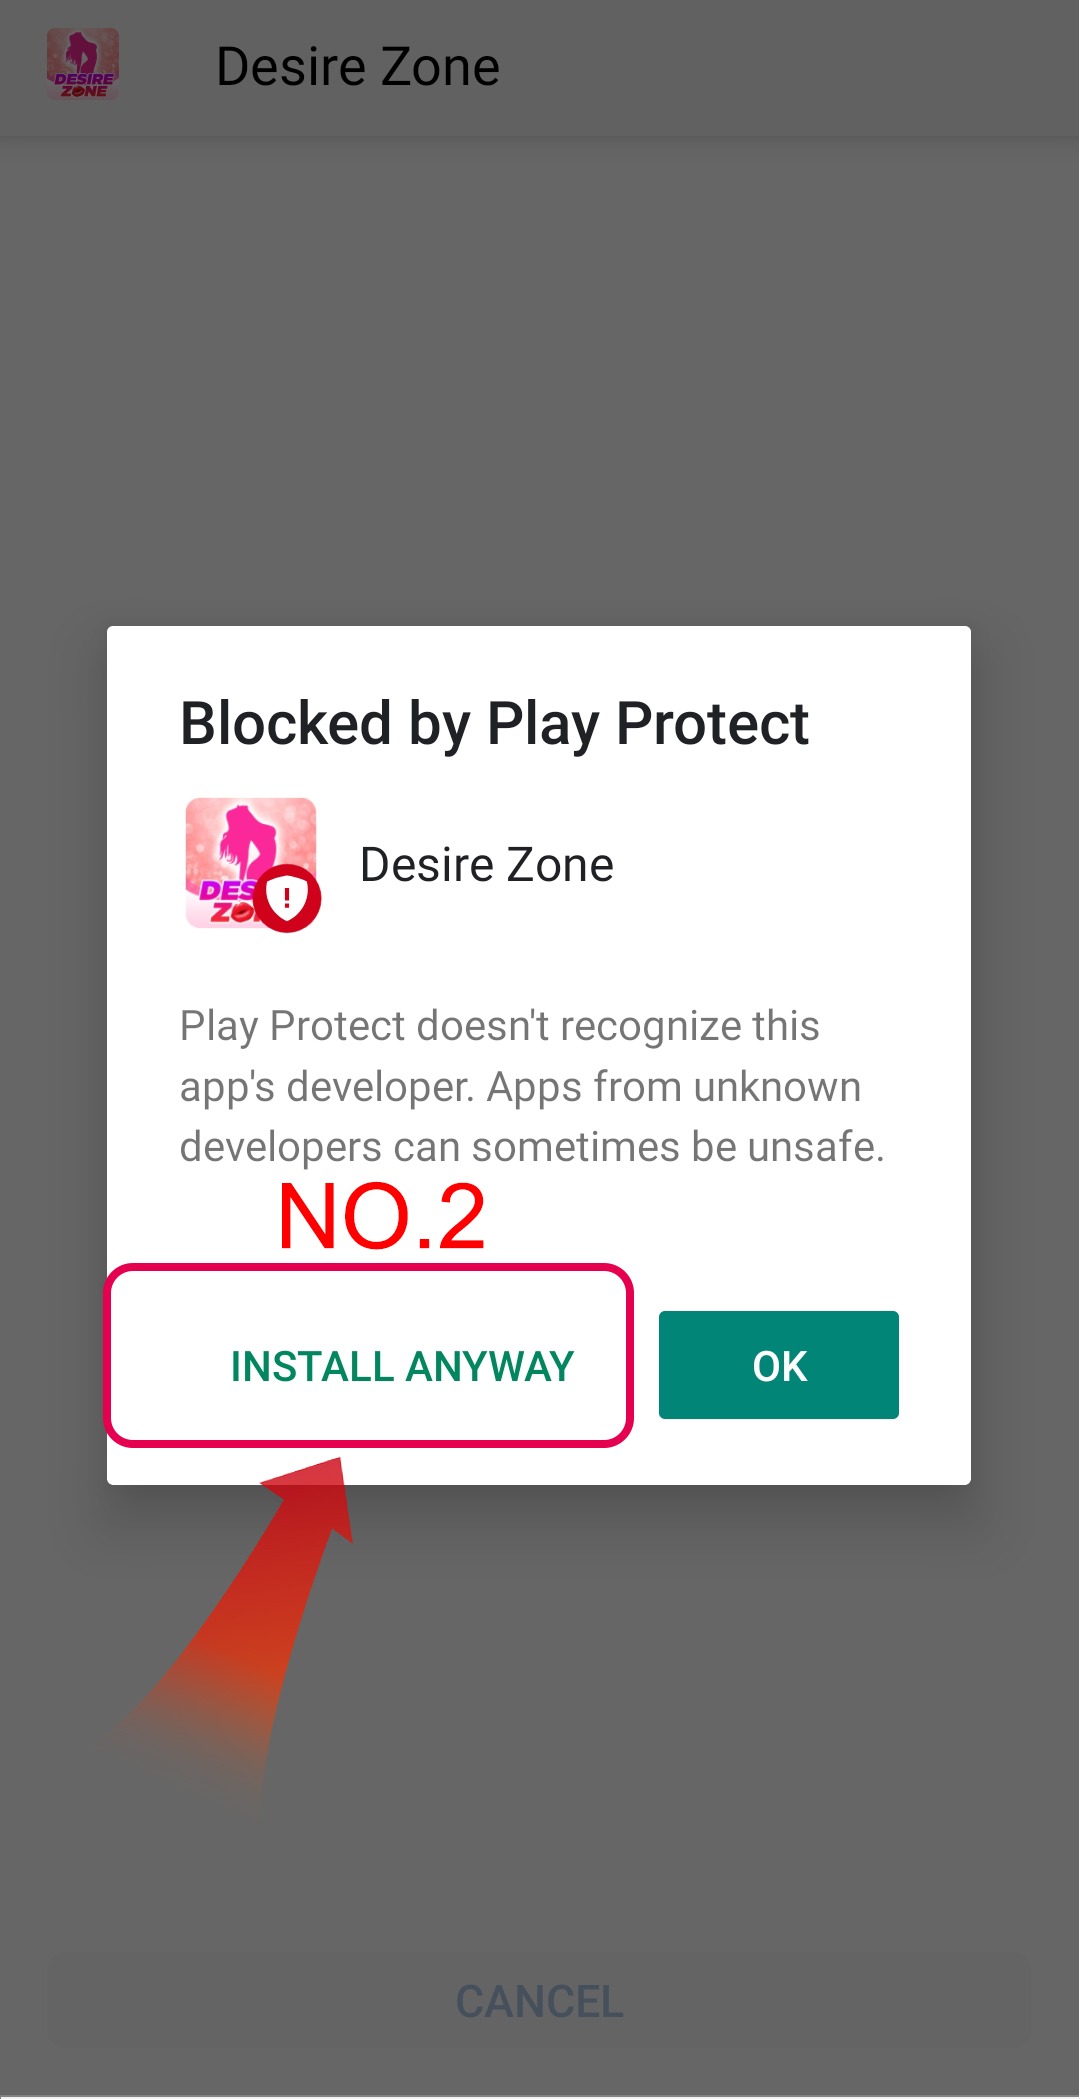 DESIRE
ZONE
Desire Zone
Blocked by Play Protect
DES
ZO
Desire Zone
Play Protect doesn't recognize this
app's developer. Apps from unknown
developers can sometimes be unsafe.
NO.2
INSTALL ANYWAY
OK
CANCEL